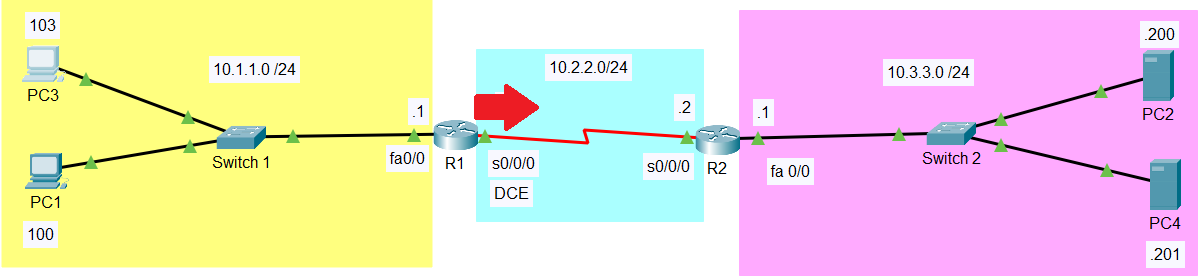 103
PC3
10.1.1.0 /24
Switch 1
PC1
100
.1
fa0/0
R1
10.2.2.0/24
s0/0/0
DCE
.2
s0/0/0
R2
.1
fa 0/0
10.3.3.0 /24
Switch 2
.200
PC2
PC4
.201